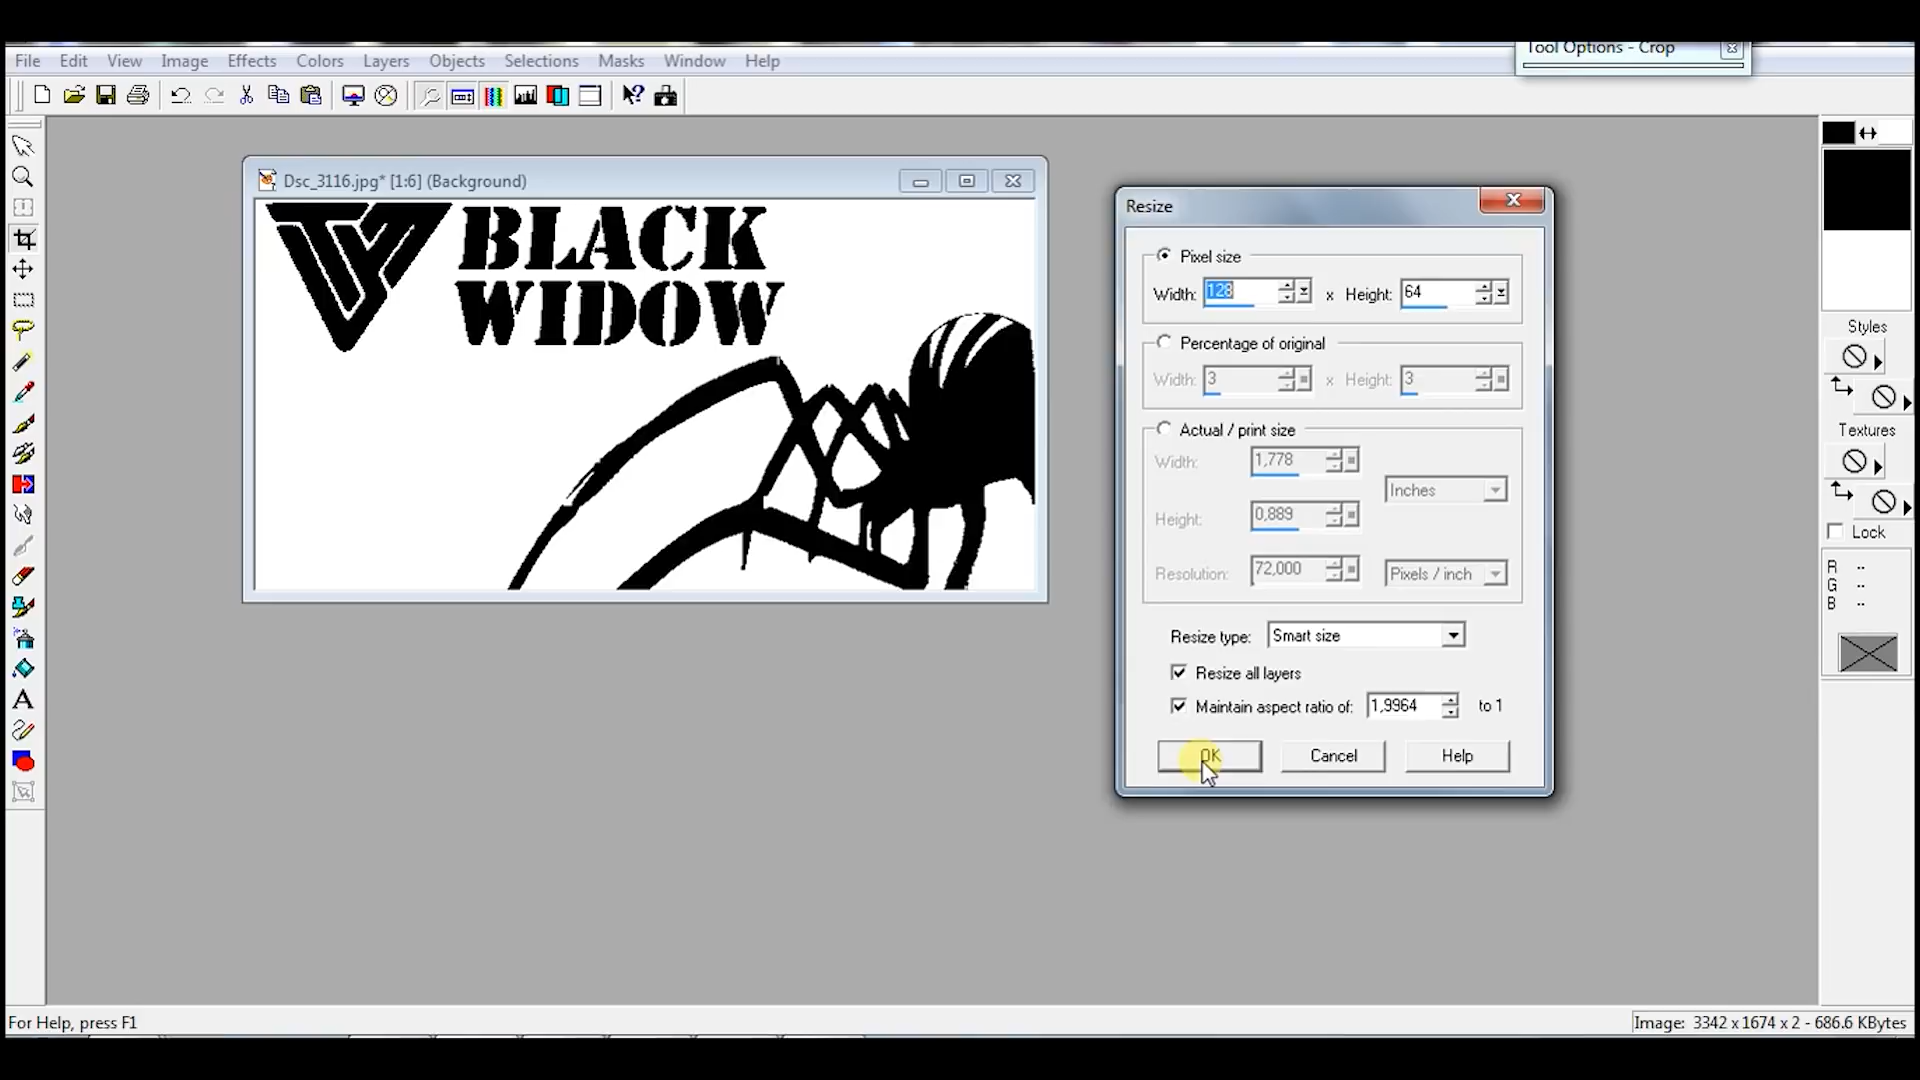 Tool Options - Crop
File Edit View Image Effects Colors Layers Objects Selections Masks Window Help
Dsc_3116.jpg* [1:6] (Background)
BLACK
WIDOW
Resize
Pixel size
Width: 128 x Height: 64
Percentage of original
Width: 3 x Height: 3
Actual / print size
Width: 1,778
Inches
Height: 0,889
Resolution: 72,000 Pixels / inch
Resize type: Smart size
Resize all layers
Maintain aspect ratio of: 1,9964 to 1
OK Cancel Help
Styles
Textures
Lock
R --
G --
B --
For Help, press F1
Image: 3342 x 1674 x 2 - 686.6 KBytes